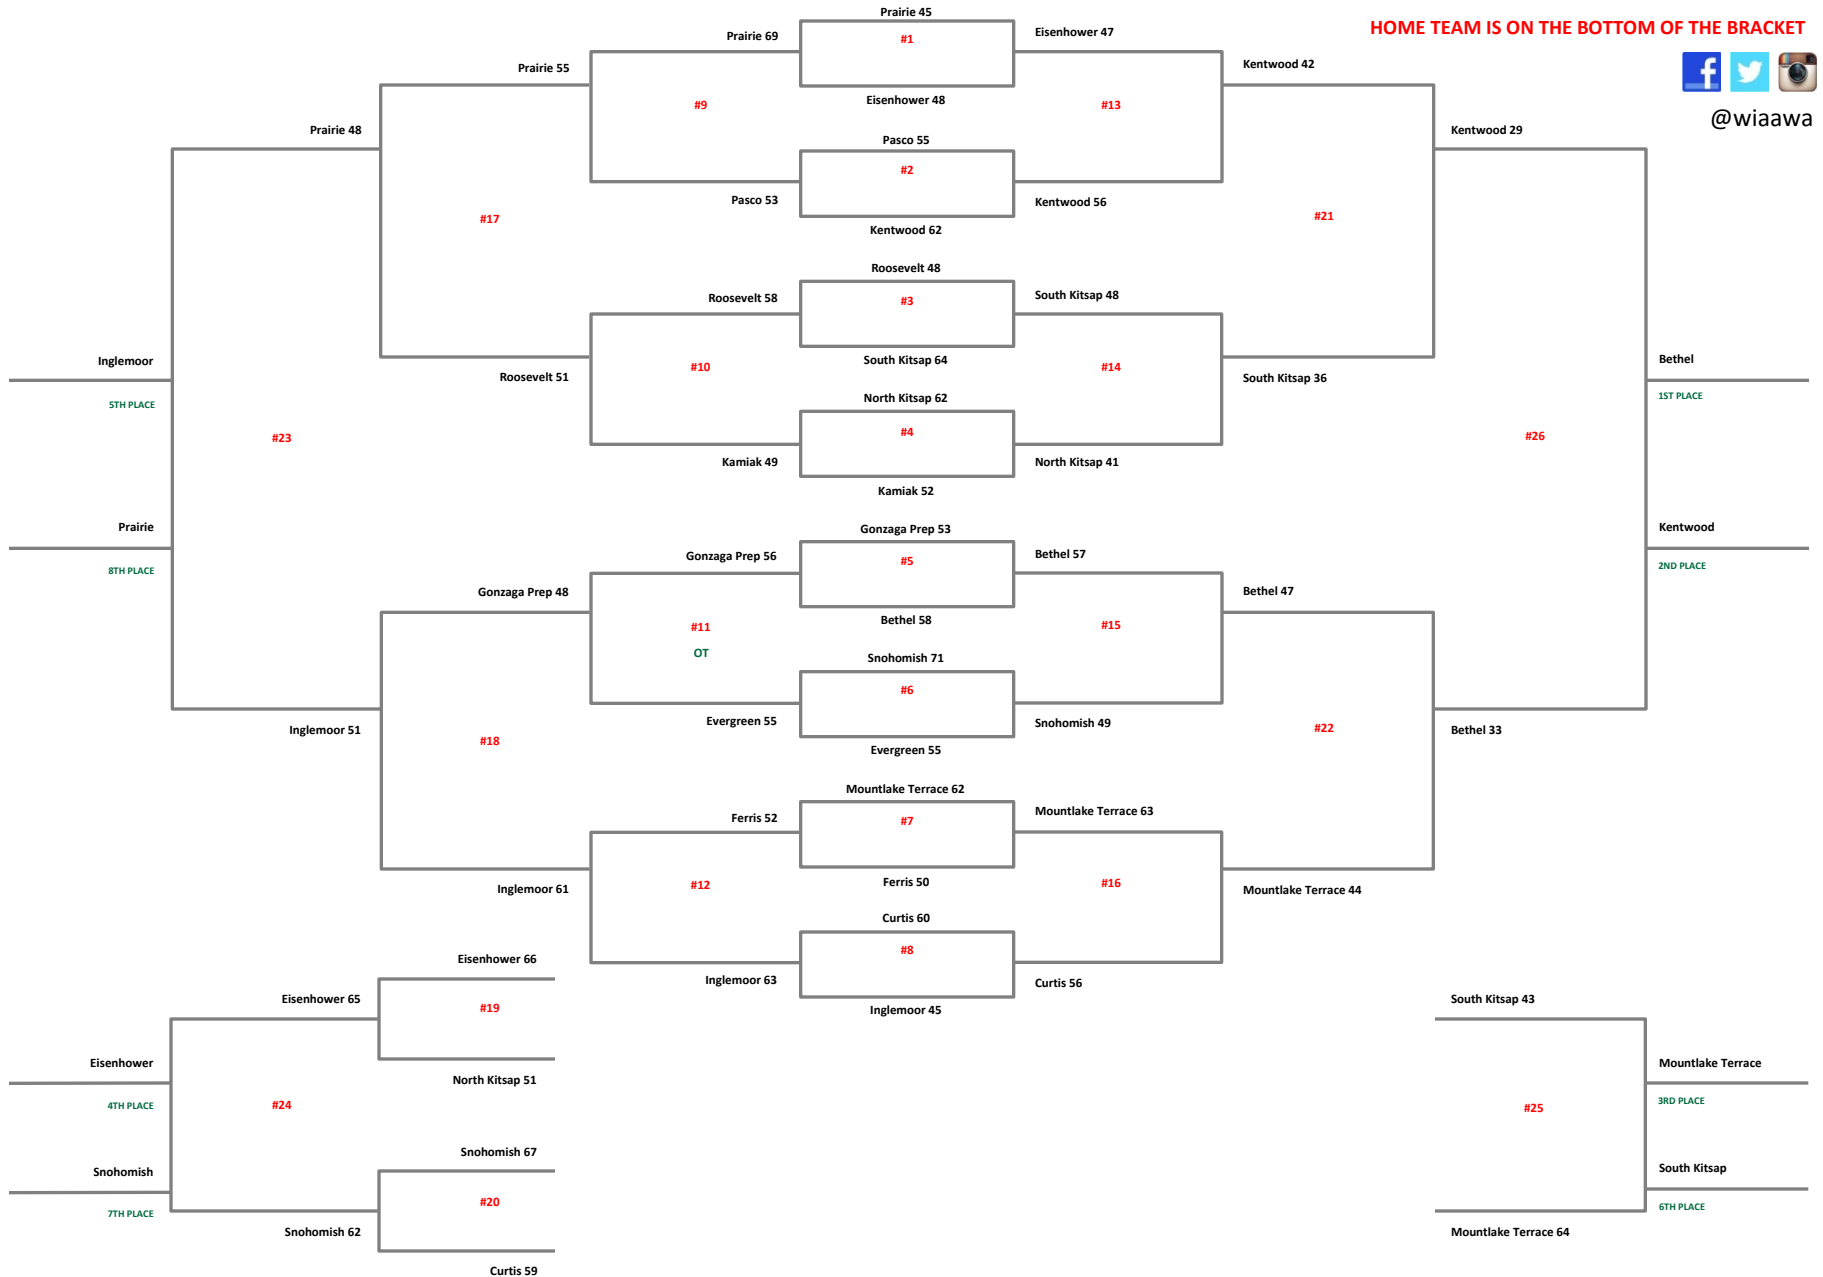 Prairie 45
HOME TEAM IS ON THE BOTTOM OF THE BRACKET
Prairie 69
#1
Eisenhower 47
Prairie 55
Kentwood 42
#9
Eisenhower 48
#13
@wiaawa
Prairie 48
Pasco 55
Kentwood 29
#2
Pasco 53
Kentwood 56
#17
Kentwood 62
#21
Roosevelt 48
Roosevelt 58
#3
South Kitsap 48
Inglemoor
South Kitsap 64
Bethel
#10
#14
Roosevelt 51
South Kitsap 36
5TH PLACE
North Kitsap 62
1ST PLACE
#23
#4
#26
Kamiak 49
North Kitsap 41
Kamiak 52
Prairie
Gonzaga Prep 53
Kentwood
Gonzaga Prep 56
#5
Bethel 57
8TH PLACE
2ND PLACE
Gonzaga Prep 48
Bethel 47
#11
Bethel 58
#15
OT
Snohomish 71
#6
Evergreen 55
Snohomish 49
Inglemoor 51
#18
Evergreen 55
#22
Bethel 33
Mountlake Terrace 62
Ferris 52
#7
Mountlake Terrace 63
Inglemoor 61
#12
Ferris 50
#16
Mountlake Terrace 44
Curtis 60
Eisenhower 66
#8
Inglemoor 63
Curtis 56
Eisenhower 65
#19
Inglemoor 45
South Kitsap 43
Eisenhower
Mountlake Terrace
North Kitsap 51
4TH PLACE
#24
#25
3RD PLACE
Snohomish 67
Snohomish
South Kitsap
7TH PLACE
#20
6TH PLACE
Snohomish 62
Mountlake Terrace 64
Curtis 59